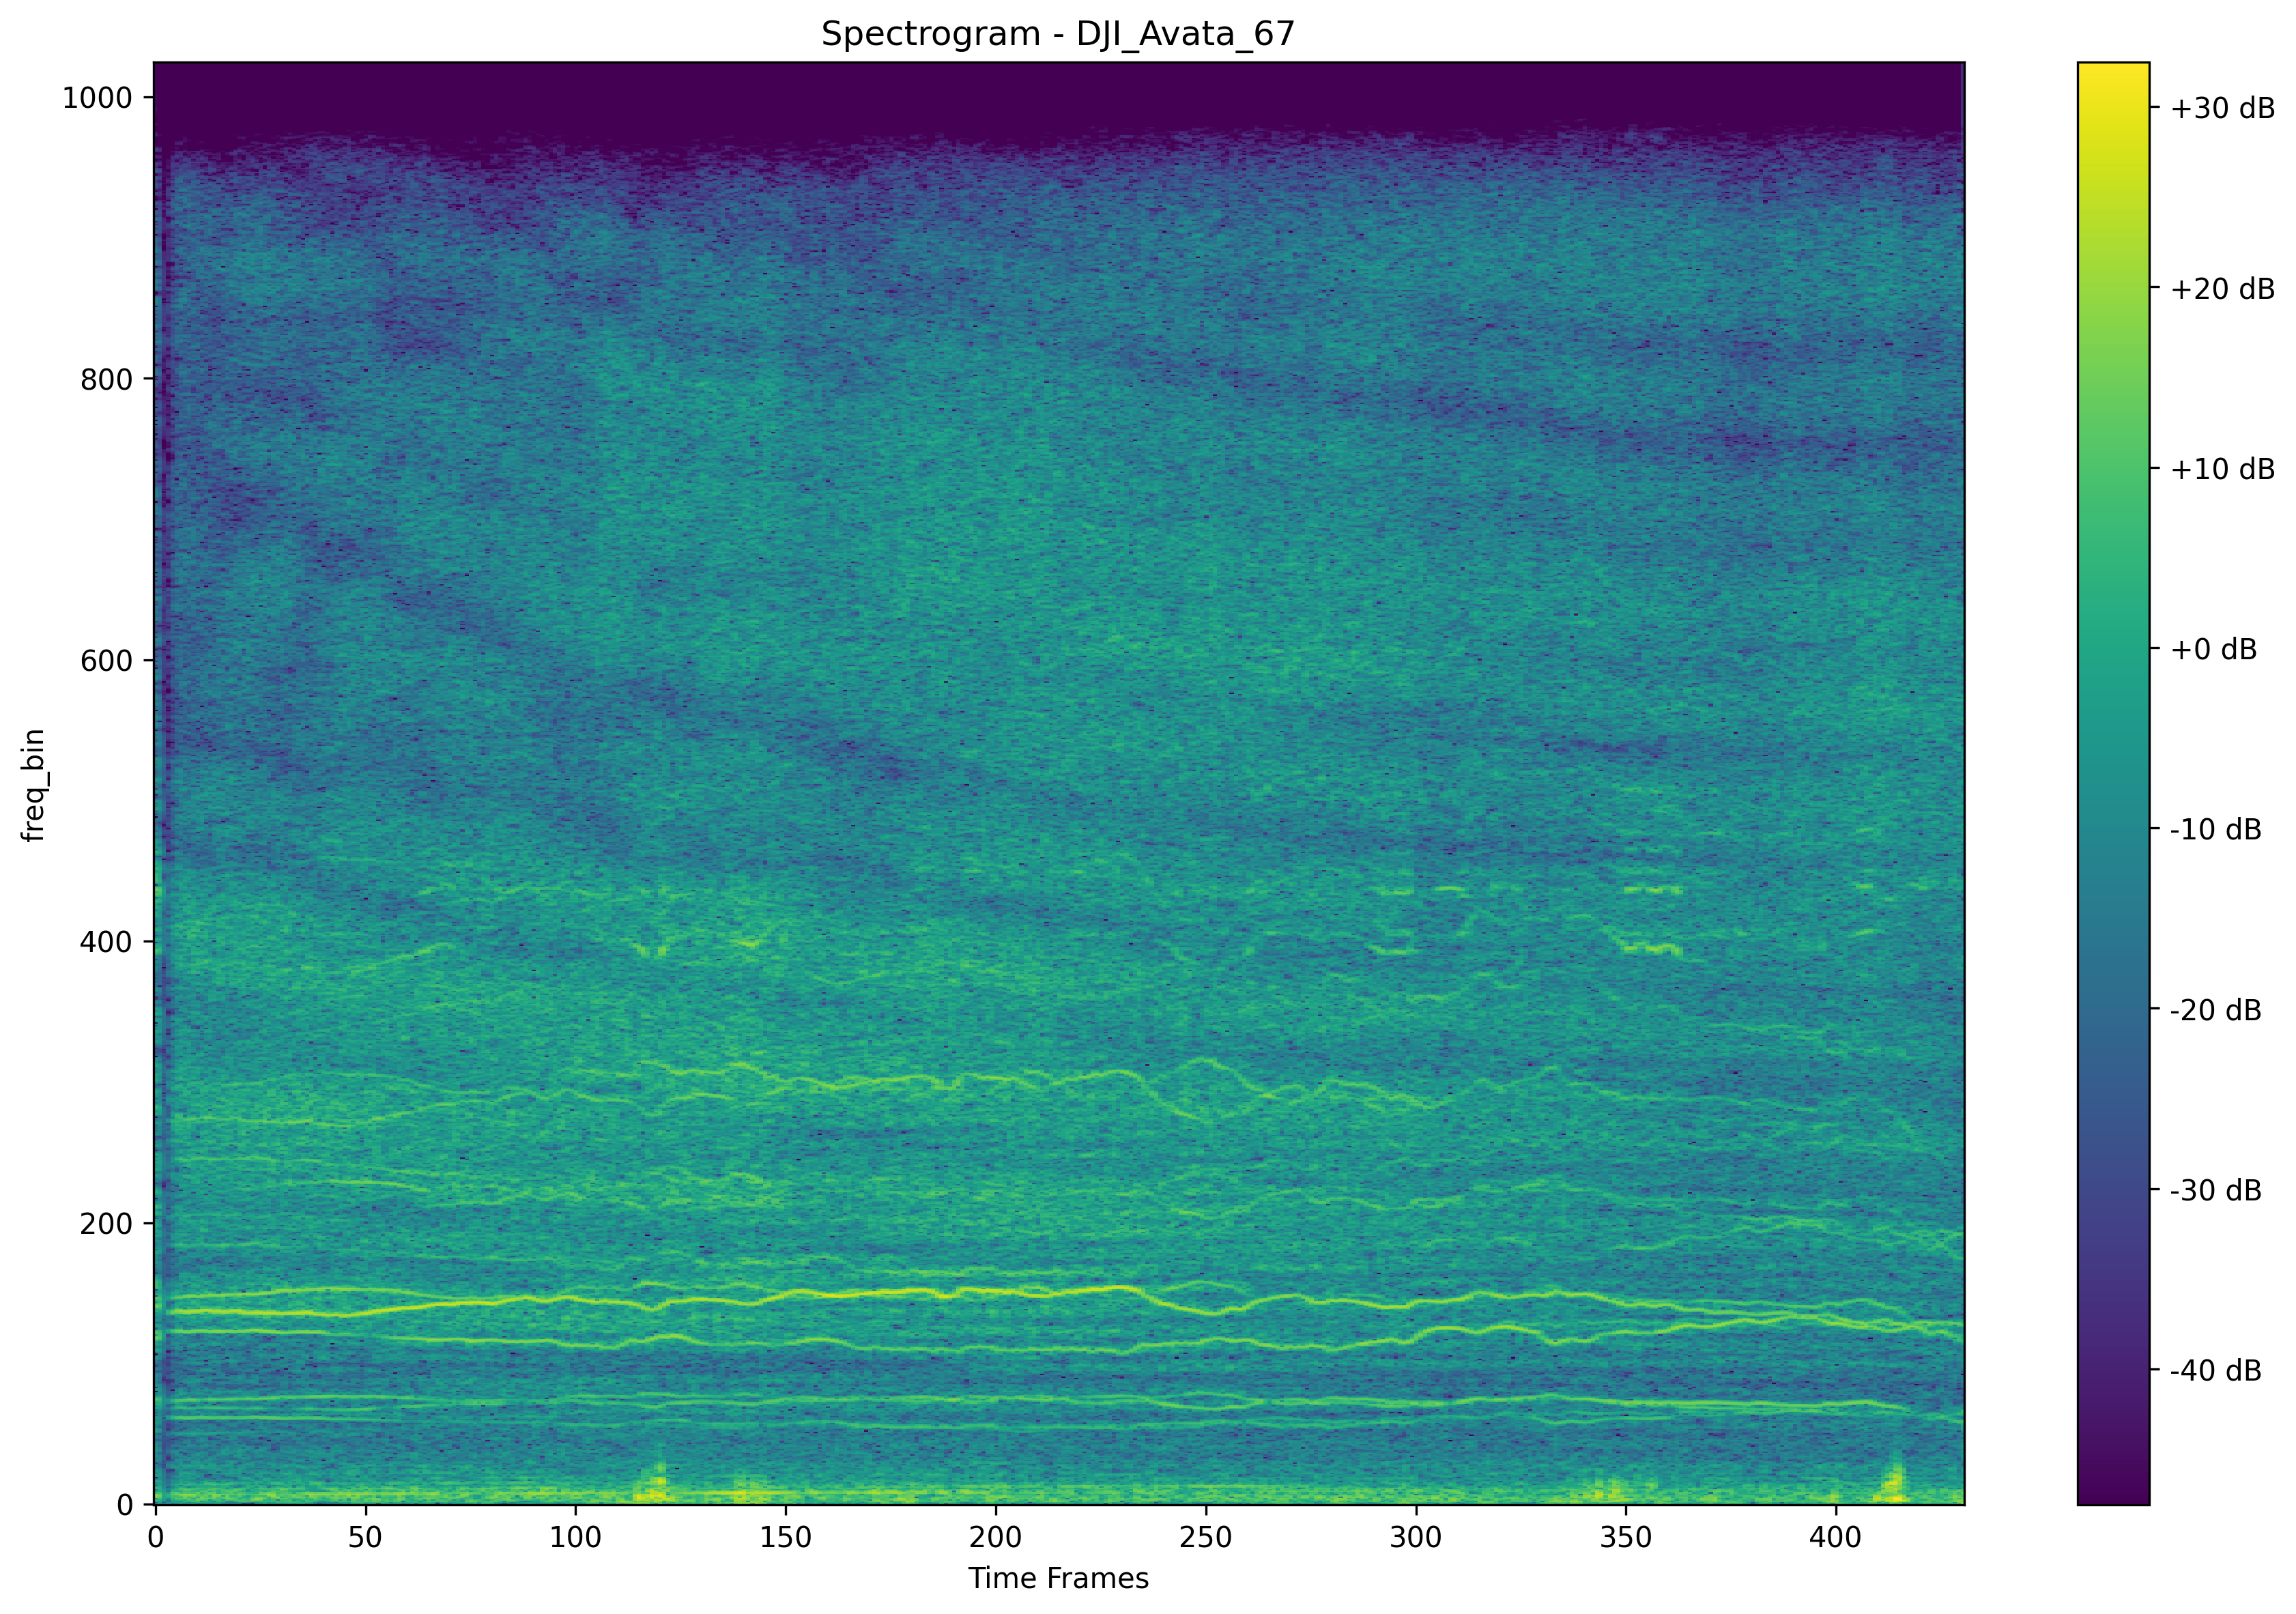 Spectrogram - DJI_Avata_67
1000
800
600
400
200
0
freq_bin
0 50 100 150 200 250 300 350 400
Time Frames
+30 dB
+20 dB
+10 dB
+0 dB
-10 dB
-20 dB
-30 dB
-40 dB